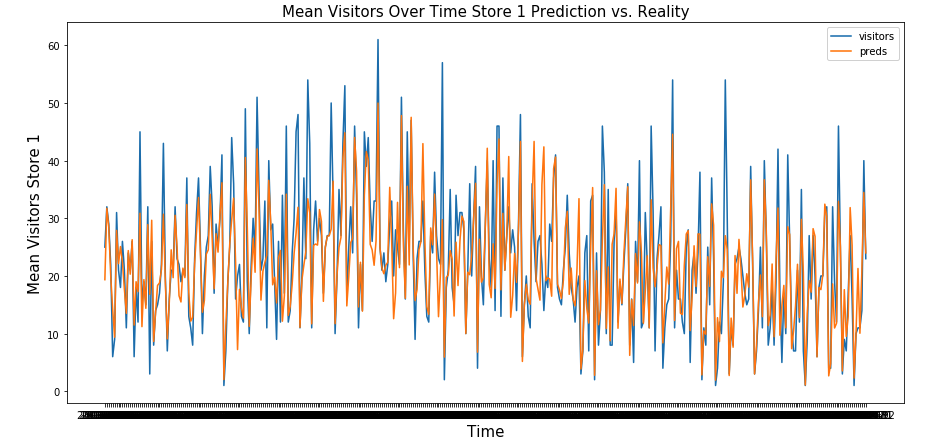 Mean Visitors Over Time Store 1 Prediction vs. Reality
visitors
preds
Mean Visitors Store 1
60
50
40
30
20
10
0
Time